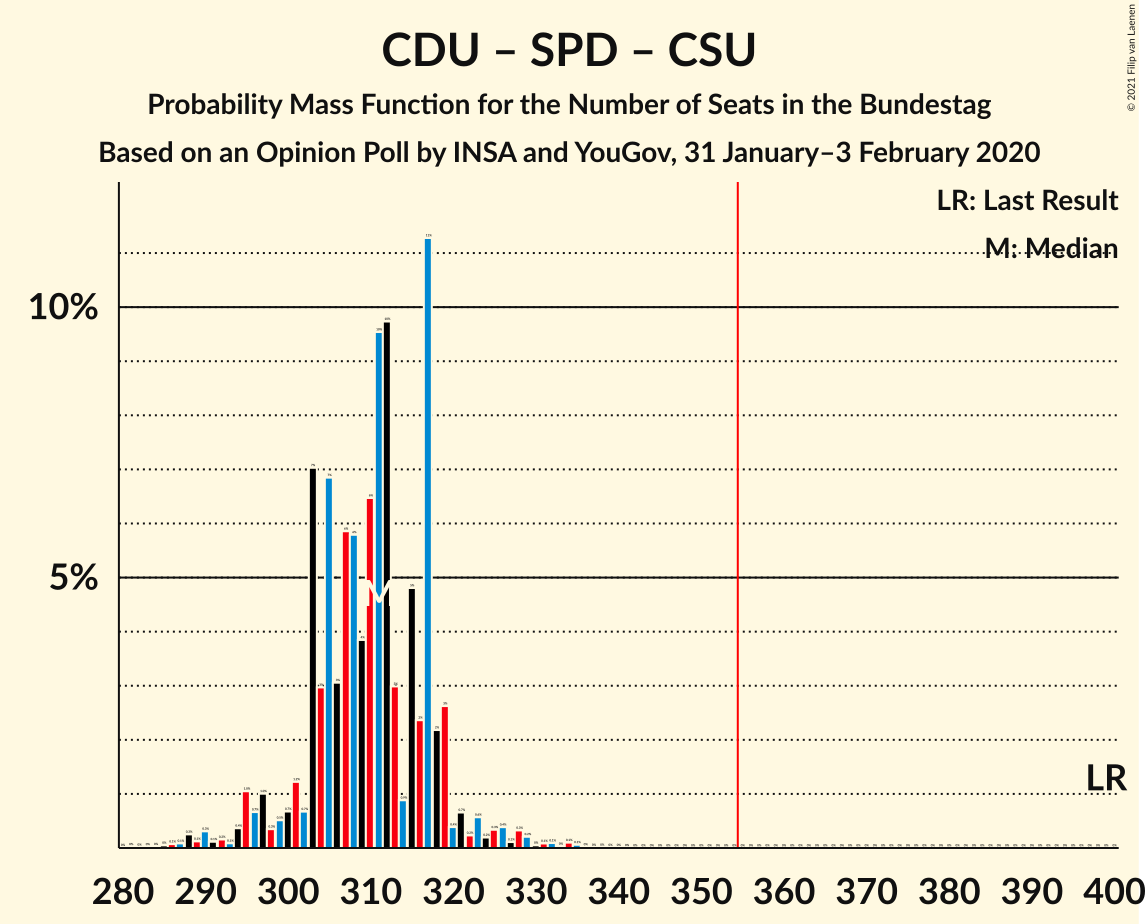 CDU – SPD – CSU
Probability Mass Function for the Number of Seats in the Bundestag
Based on an Opinion Poll by INSA and YouGov, 31 January–3 February 2020
© 2021 Filip van Laenen
LR: Last Result
M: Median
10%
5%
M
LR
280 290 300 310 320 330 340 350 360 370 380 390 400